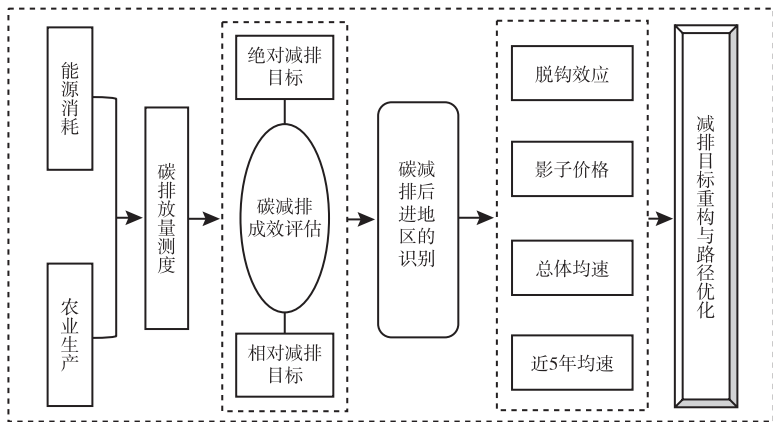 能源消耗
农业生产
碳排放量测度
绝对减排
目标
碳减排
成效评估
相对减排
目标
碳减
排后
进地
区的
识别
脱钩效应
影子价格
总体均速
近5年均速
减排目标重构与路径优化